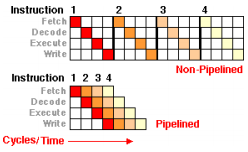 Instruction
1 2 3 4
Fetch
Decode
Execute
Write
Non-Pipelined
Instruction
1 2 3 4
Fetch
Decode
Execute
Write
Pipelined
Cycles/Time